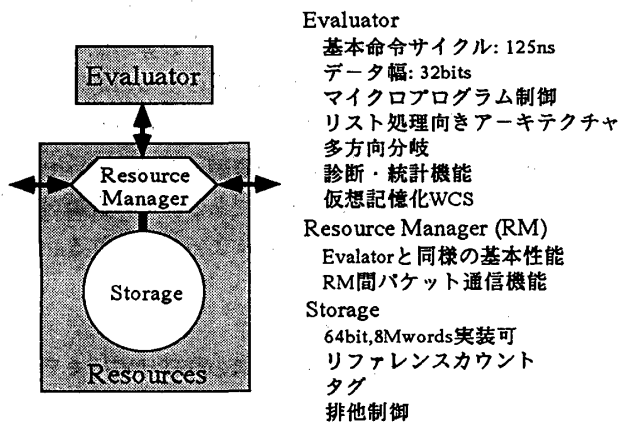 Evaluator
Resource
Manager
Storage
Resources
Evaluator
基本命令サイクル: 125ns
データ幅: 32bits
マイクロプログラム制御
リスト処理向きアーキテクチャ
多方向分岐
診断・統計機能
仮想記憶化WCS
Resource Manager (RM)
Evalatorと同様の基本性能
RM間パケット通信機能
Storage
64bit,8Mwords実装可
リファレンスカウント
タグ
排他制御